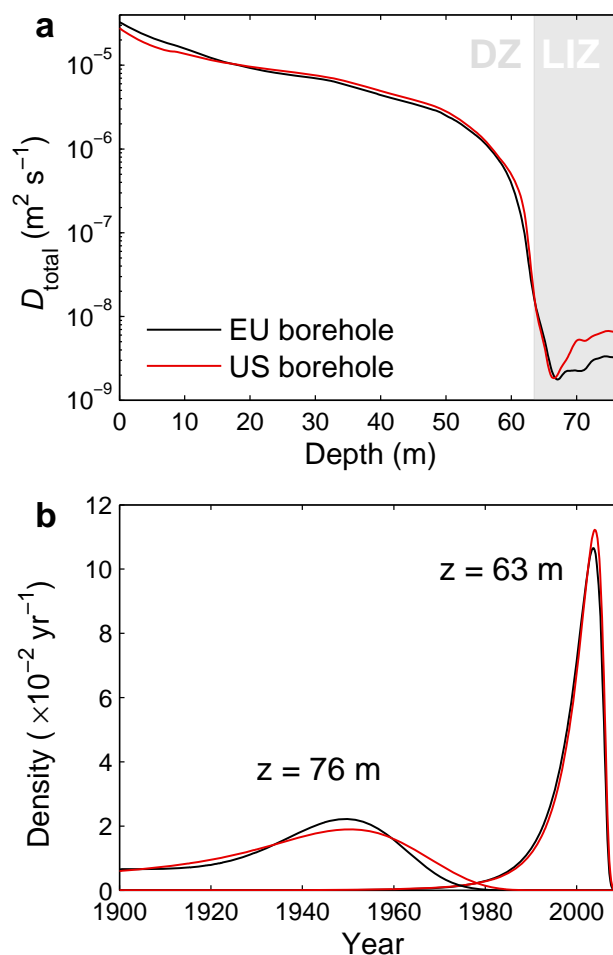 a
DZ LIZ
10⁻⁵
10⁻⁶
10⁻⁷
10⁻⁸
10⁻⁹
D_total (m² s⁻¹)
EU borehole
US borehole
0 10 20 30 40 50 60 70
Depth (m)
b
12
10
8
6
4
2
0
Density ( ×10⁻² yr⁻¹)
z = 63 m
z = 76 m
1900 1920 1940 1960 1980 2000
Year